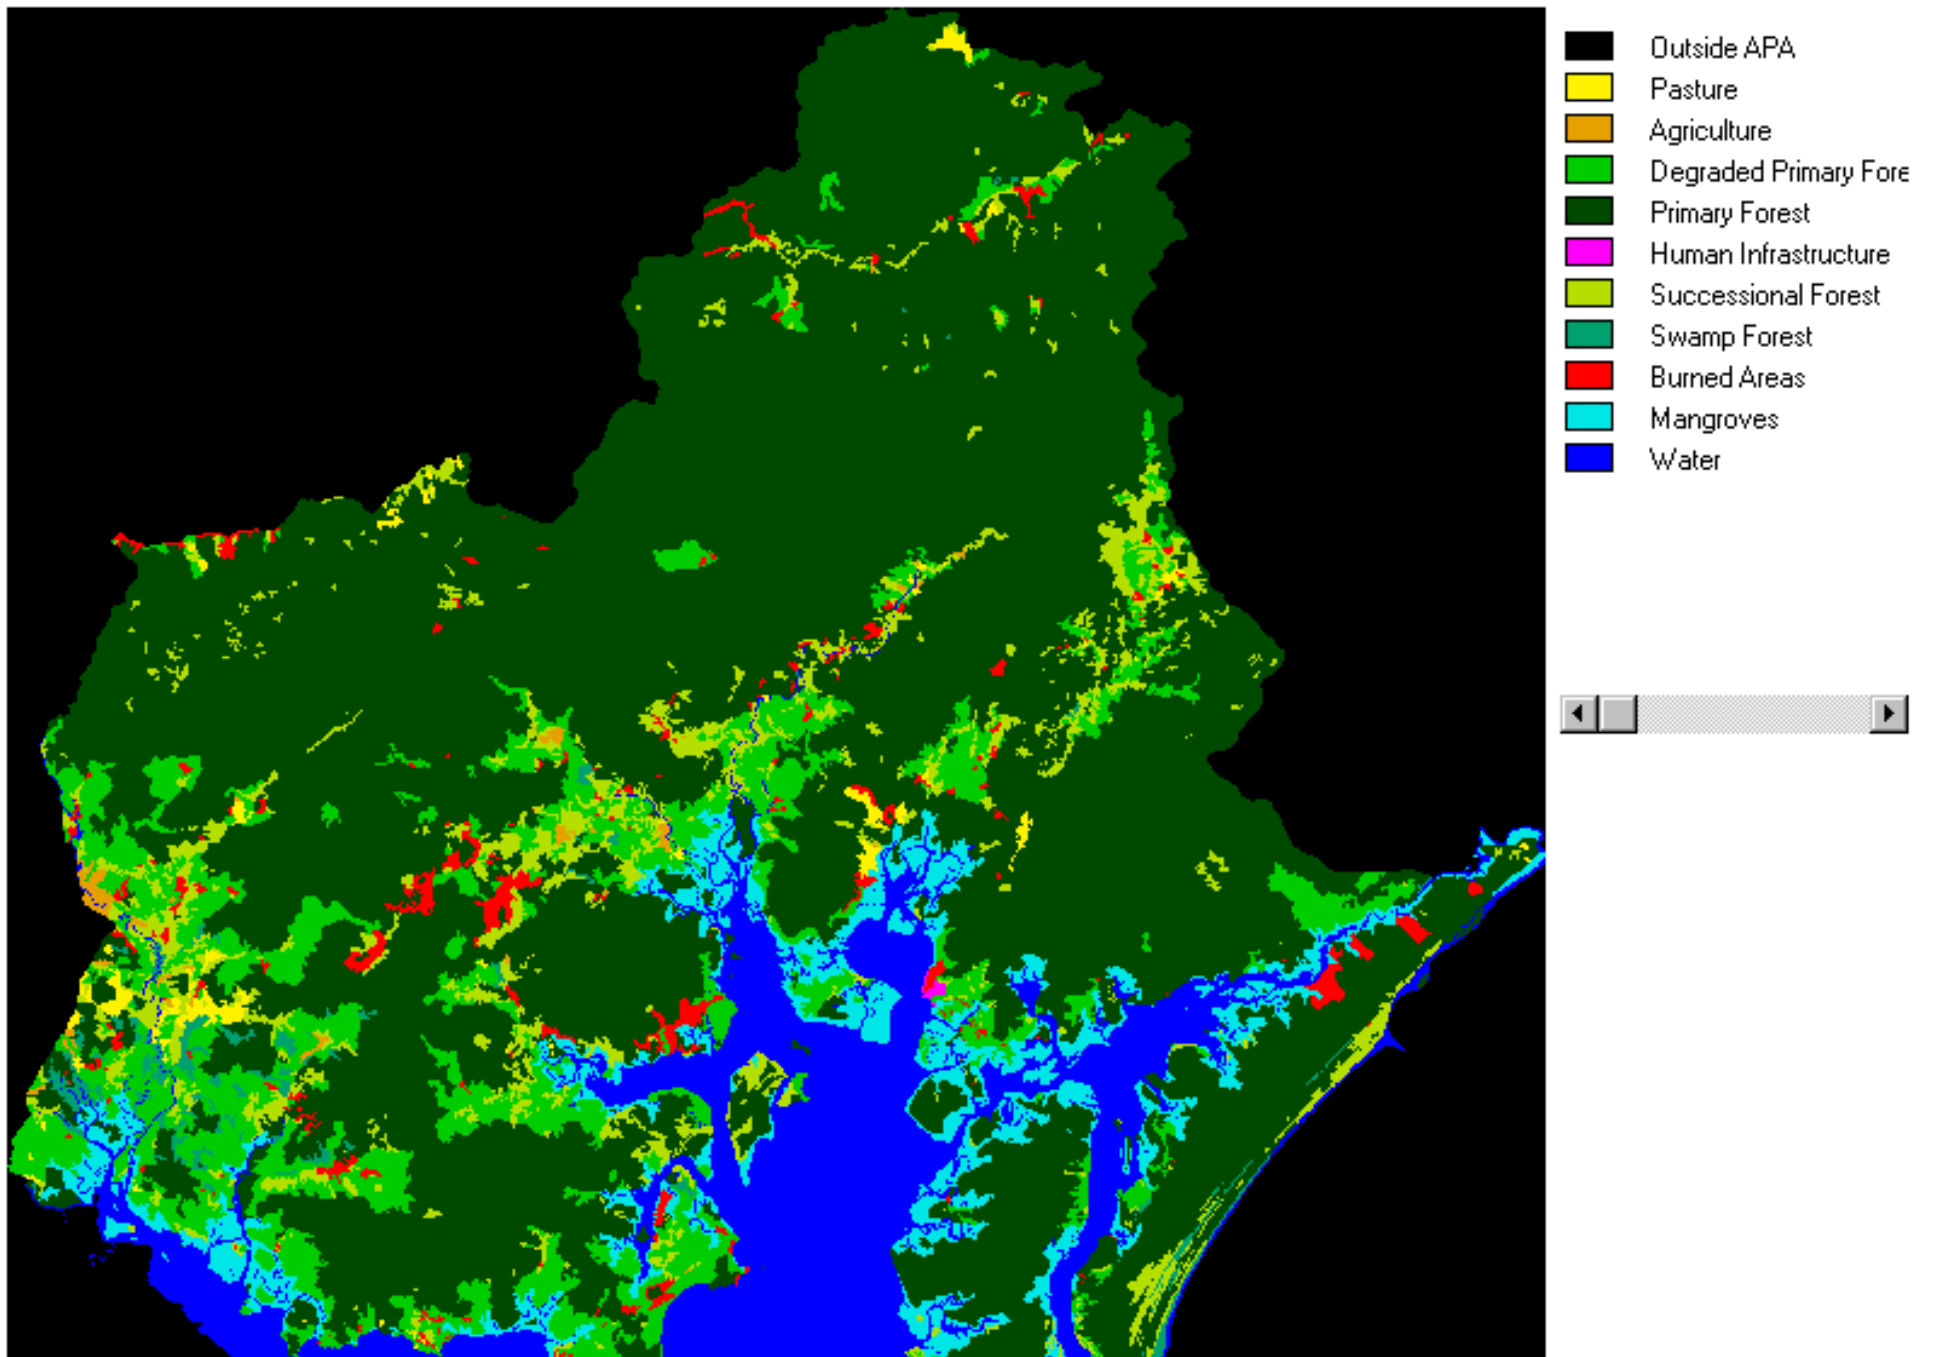 Outside APA
Pasture
Agriculture
Degraded Primary Fore
Primary Forest
Human Infrastructure
Successional Forest
Swamp Forest
Burned Areas
Mangroves
Water